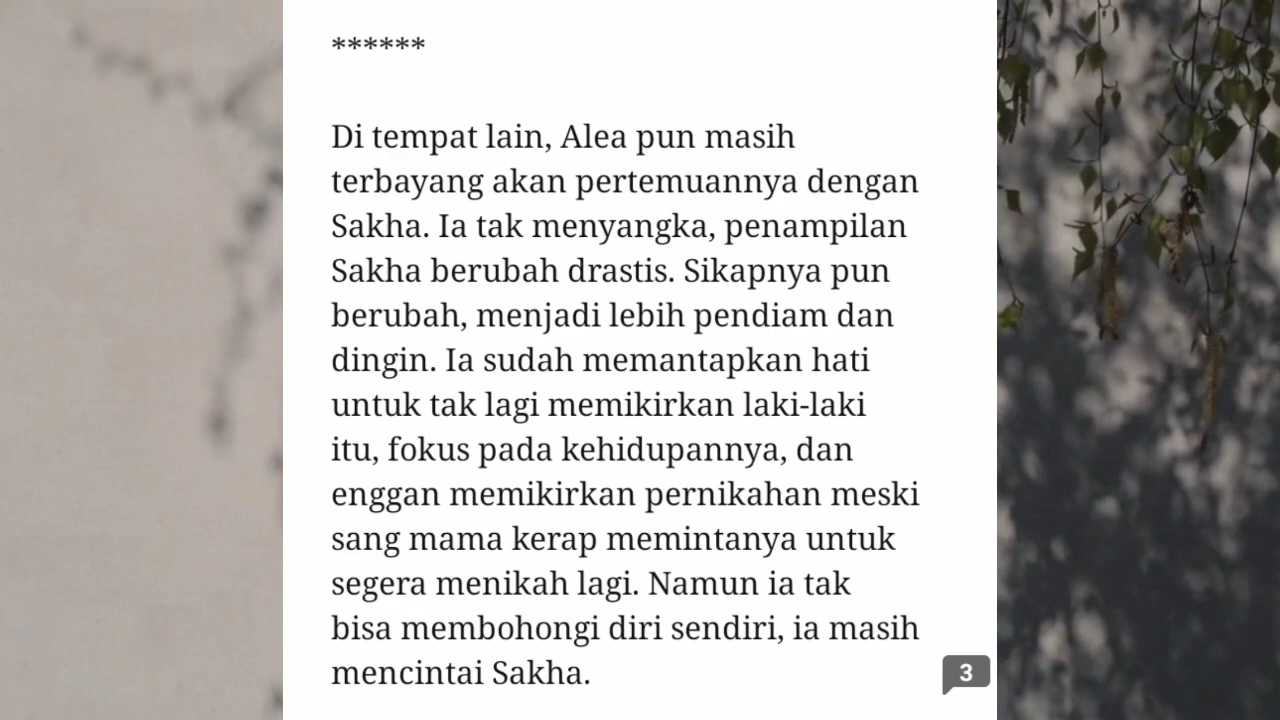 ******
Di tempat lain, Alea pun masih
terbayang akan pertemuannya dengan
Sakha. Ia tak menyangka, penampilan
Sakha berubah drastis. Sikapnya pun
berubah, menjadi lebih pendiam dan
dingin. Ia sudah memantapkan hati
untuk tak lagi memikirkan laki-laki
itu, fokus pada kehidupannya, dan
enggan memikirkan pernikahan meski
sang mama kerap memintanya untuk
segera menikah lagi. Namun ia tak
bisa membohongi diri sendiri, ia masih
mencintai Sakha.
3